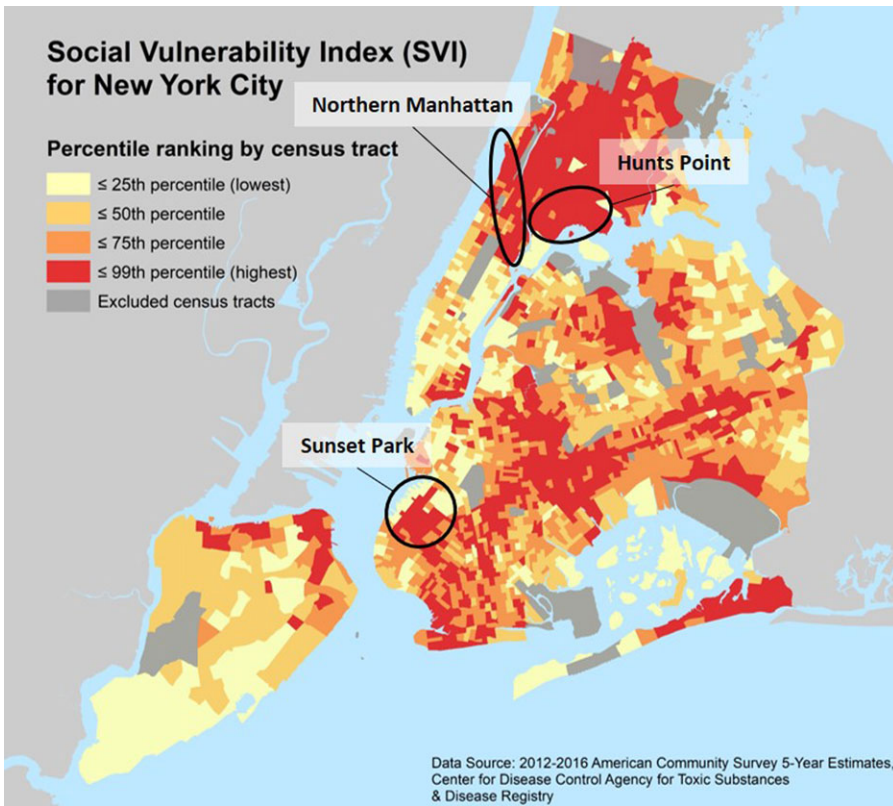 Social Vulnerability Index (SVI)
for New York City
Northern Manhattan
Hunts Point
Percentile ranking by census tract
≤ 25th percentile (lowest)
≤ 50th percentile
≤ 75th percentile
≤ 99th percentile (highest)
Excluded census tracts
Sunset Park
Data Source: 2012-2016 American Community Survey 5-Year Estimates,
Center for Disease Control Agency for Toxic Substances
& Disease Registry